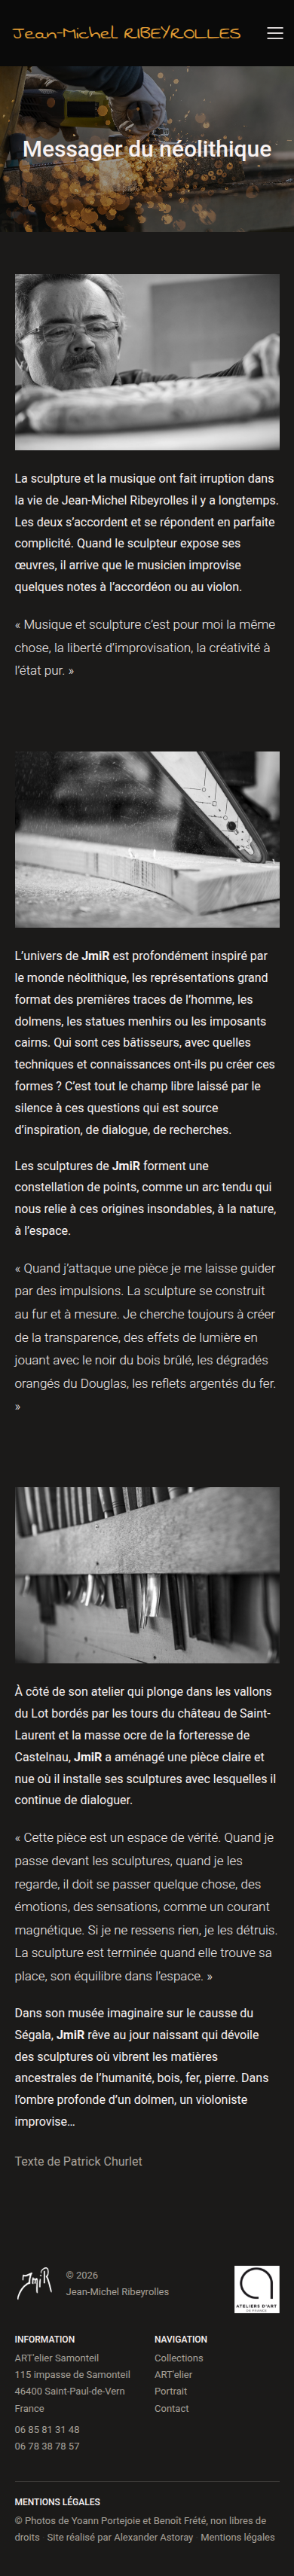 Jean-Michel RIBEYROLLES
Messager du néolithique
La sculpture et la musique ont fait irruption dans
la vie de Jean-Michel Ribeyrolles il y a longtemps.
Les deux s’accordent et se répondent en parfaite
complicité. Quand le sculpteur expose ses
œuvres, il arrive que le musicien improvise
quelques notes à l’accordéon ou au violon.
« Musique et sculpture c’est pour moi la même
chose, la liberté d’improvisation, la créativité à
l’état pur. »
L’univers de JmiR est profondément inspiré par
le monde néolithique, les représentations grand
format des premières traces de l’homme, les
dolmens, les statues menhirs ou les imposants
cairns. Qui sont ces bâtisseurs, avec quelles
techniques et connaissances ont-ils pu créer ces
formes ? C’est tout le champ libre laissé par le
silence à ces questions qui est source
d’inspiration, de dialogue, de recherches.
Les sculptures de JmiR forment une
constellation de points, comme un arc tendu qui
nous relie à ces origines insondables, à la nature,
à l’espace.
« Quand j’attaque une pièce je me laisse guider
par des impulsions. La sculpture se construit
au fur et à mesure. Je cherche toujours à créer
de la transparence, des effets de lumière en
jouant avec le noir du bois brûlé, les dégradés
orangés du Douglas, les reflets argentés du fer.
»
À côté de son atelier qui plonge dans les vallons
du Lot bordés par les tours du château de Saint-
Laurent et la masse ocre de la forteresse de
Castelnau, JmiR a aménagé une pièce claire et
nue où il installe ses sculptures avec lesquelles il
continue de dialoguer.
« Cette pièce est un espace de vérité. Quand je
passe devant les sculptures, quand je les
regarde, il doit se passer quelque chose, des
émotions, des sensations, comme un courant
magnétique. Si je ne ressens rien, je les détruis.
La sculpture est terminée quand elle trouve sa
place, son équilibre dans l’espace. »
Dans son musée imaginaire sur le causse du
Ségala, JmiR rêve au jour naissant qui dévoile
des sculptures où vibrent les matières
ancestrales de l’humanité, bois, fer, pierre. Dans
l’ombre profonde d’un dolmen, un violoniste
improvise…
Texte de Patrick Churlet
JmiR
© 2026
Jean-Michel Ribeyrolles
ATELIERS D'ART
DE FRANCE
INFORMATION
ART’elier Samonteil
115 impasse de Samonteil
46400 Saint-Paul-de-Vern
France
06 85 81 31 48
06 78 38 78 57
NAVIGATION
Collections
ART’elier
Portrait
Contact
MENTIONS LÉGALES
© Photos de Yoann Portejoie et Benoît Frété, non libres de
droits Site réalisé par Alexander Astoray Mentions légales